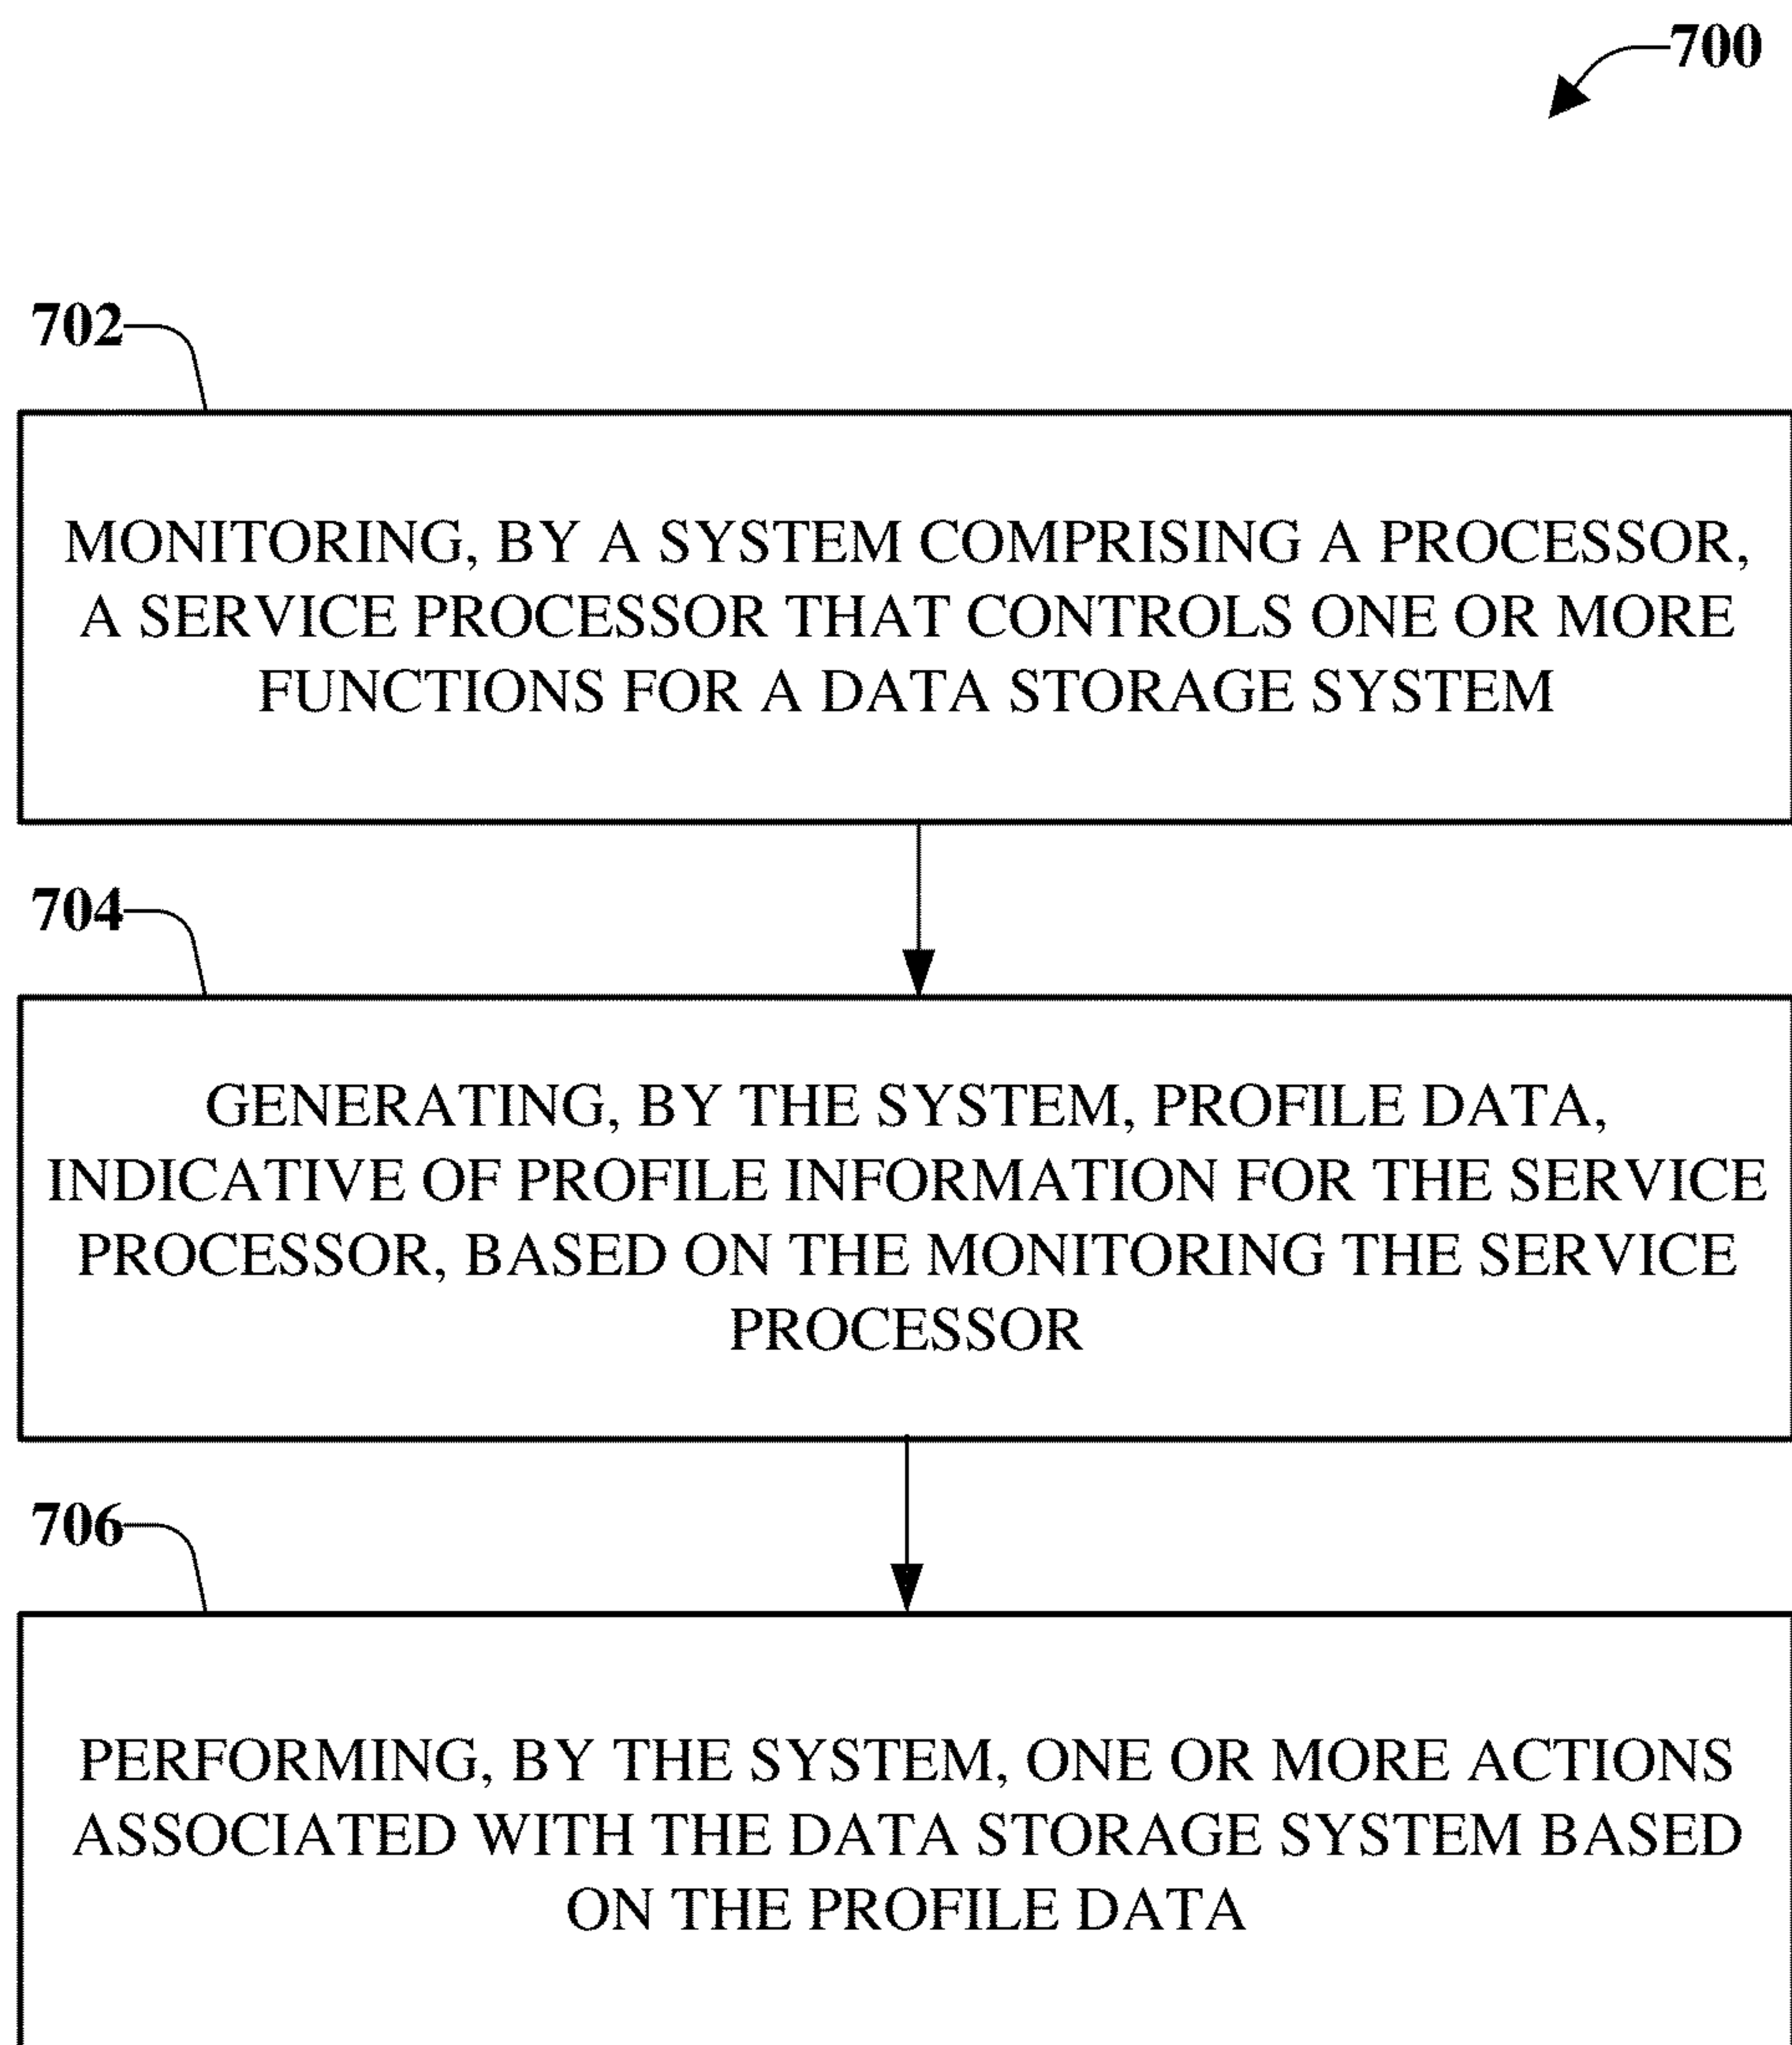 700
702
MONITORING, BY A SYSTEM COMPRISING A PROCESSOR,
A SERVICE PROCESSOR THAT CONTROLS ONE OR MORE
FUNCTIONS FOR A DATA STORAGE SYSTEM
704
GENERATING, BY THE SYSTEM, PROFILE DATA,
INDICATIVE OF PROFILE INFORMATION FOR THE SERVICE
PROCESSOR, BASED ON THE MONITORING THE SERVICE
PROCESSOR
706
PERFORMING, BY THE SYSTEM, ONE OR MORE ACTIONS
ASSOCIATED WITH THE DATA STORAGE SYSTEM BASED
ON THE PROFILE DATA